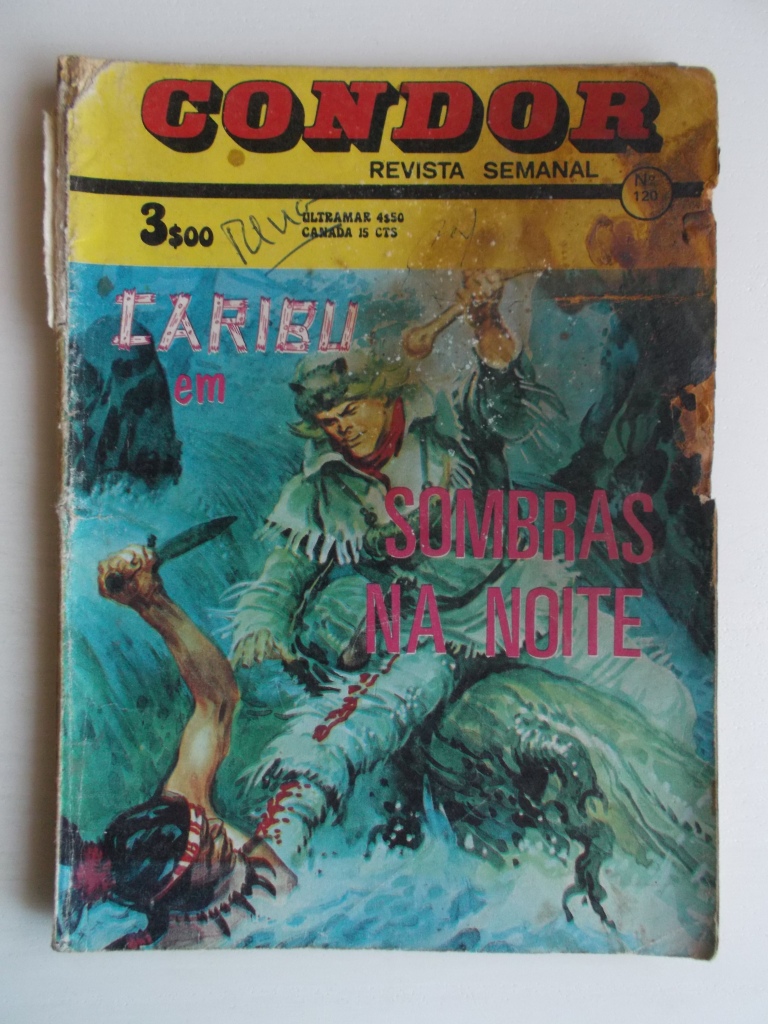 CONDOR
REVISTA SEMANAL
Nº
120
3$00
ULTRAMAR 4$50
CANADA 15 CTS
CARIBU
em
SOMBRAS
NA NOITE